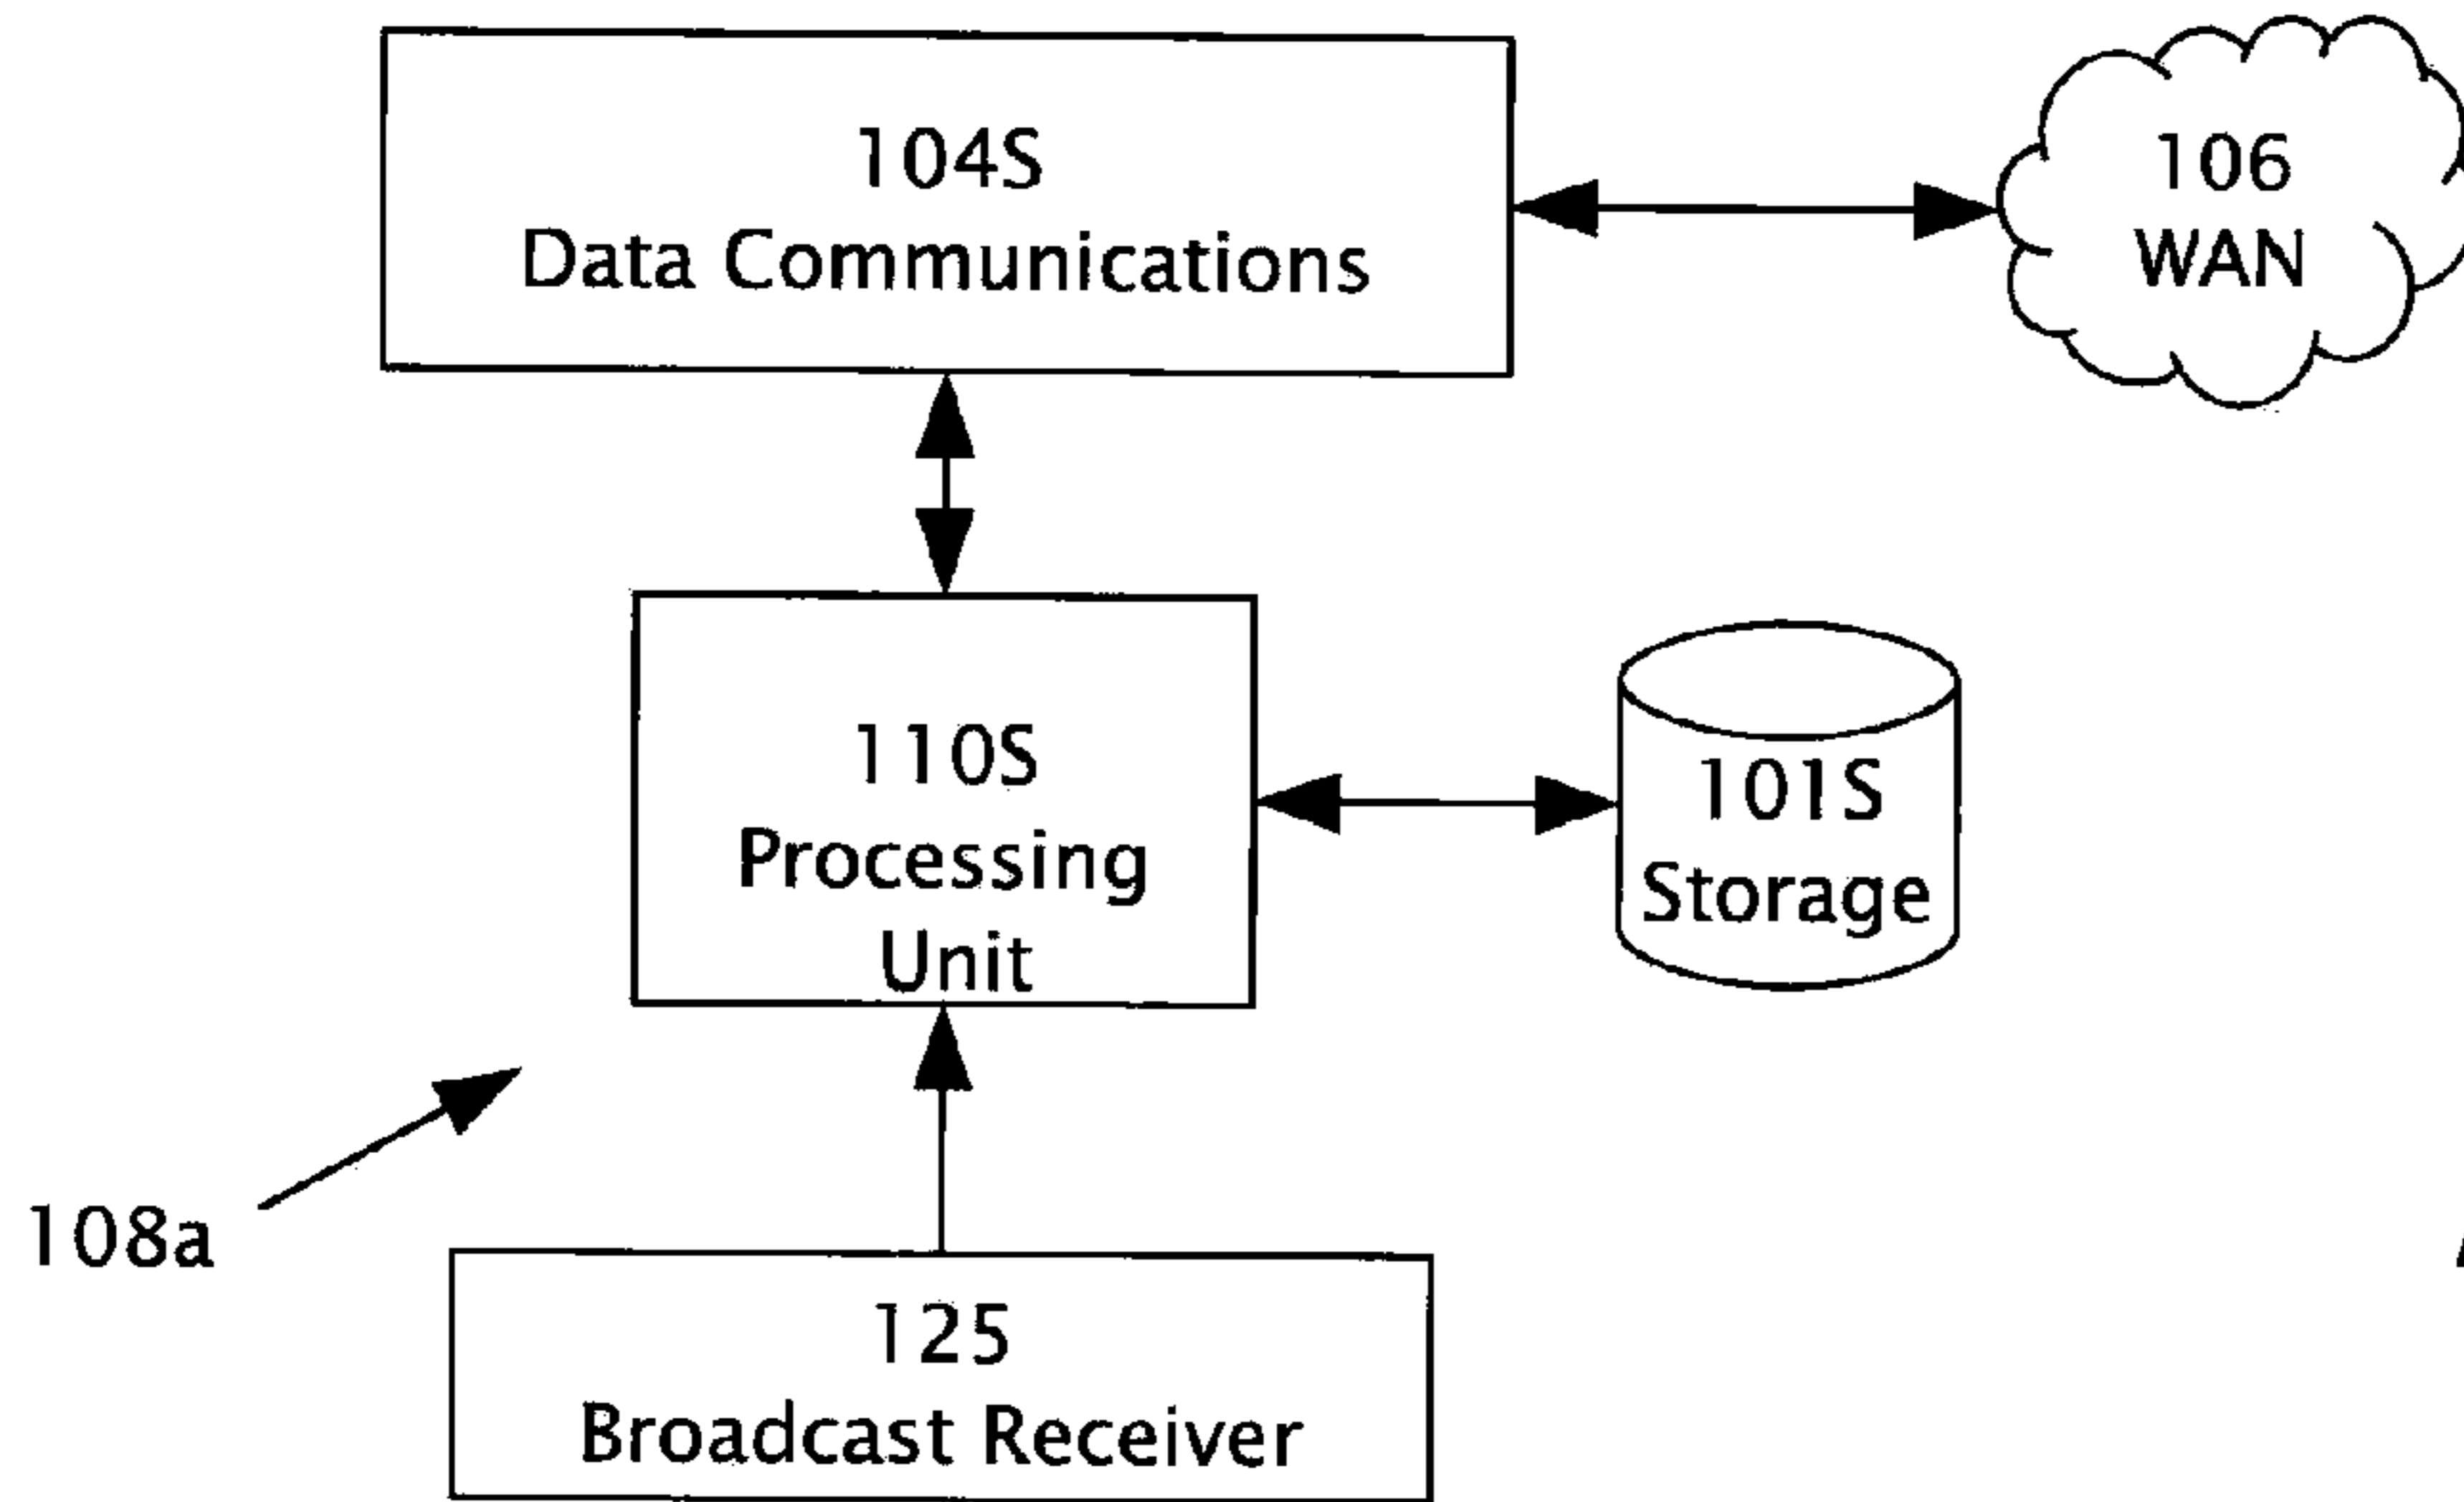 104S
Data Communications
106
WAN
110S
Processing
Unit
101S
Storage
108a
125
Broadcast Receiver